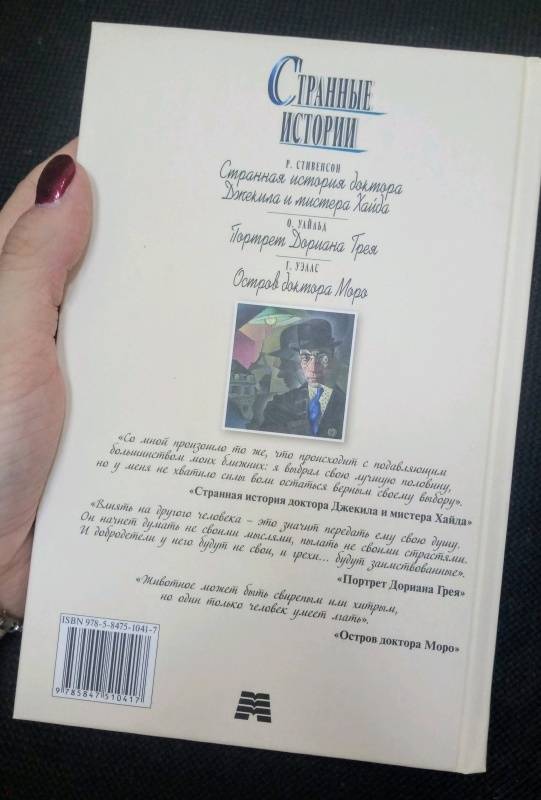 СТРАННЫЕ
ИСТОРИИ
Р. СТИВЕНСОН
Странная история доктора
Джекила и мистера Хайда
О. УАЙЛЬД
Портрет Дориана Грея
Г. УЭЛЛС
Остров доктора Моро
«Со мной произошло то же, что происходит с подавляющим
большинством моих ближних: я выбрал свою лучшую половину,
но у меня не хватило силы воли остаться верным своему выбору».
«Странная история доктора Джекила и мистера Хайда»
«Влиять на другого человека – это значит передать ему свою душу.
Он начнет думать не своими мыслями, пылать не своими страстями.
И добродетели у него будут не свои, и грехи... будут заимствованные».
«Портрет Дориана Грея»
«Животное может быть свирепым или хитрым,
но один только человек умеет лгать».
«Остров доктора Моро»
ISBN 978-5-8475-1041-7
9 785847 510417